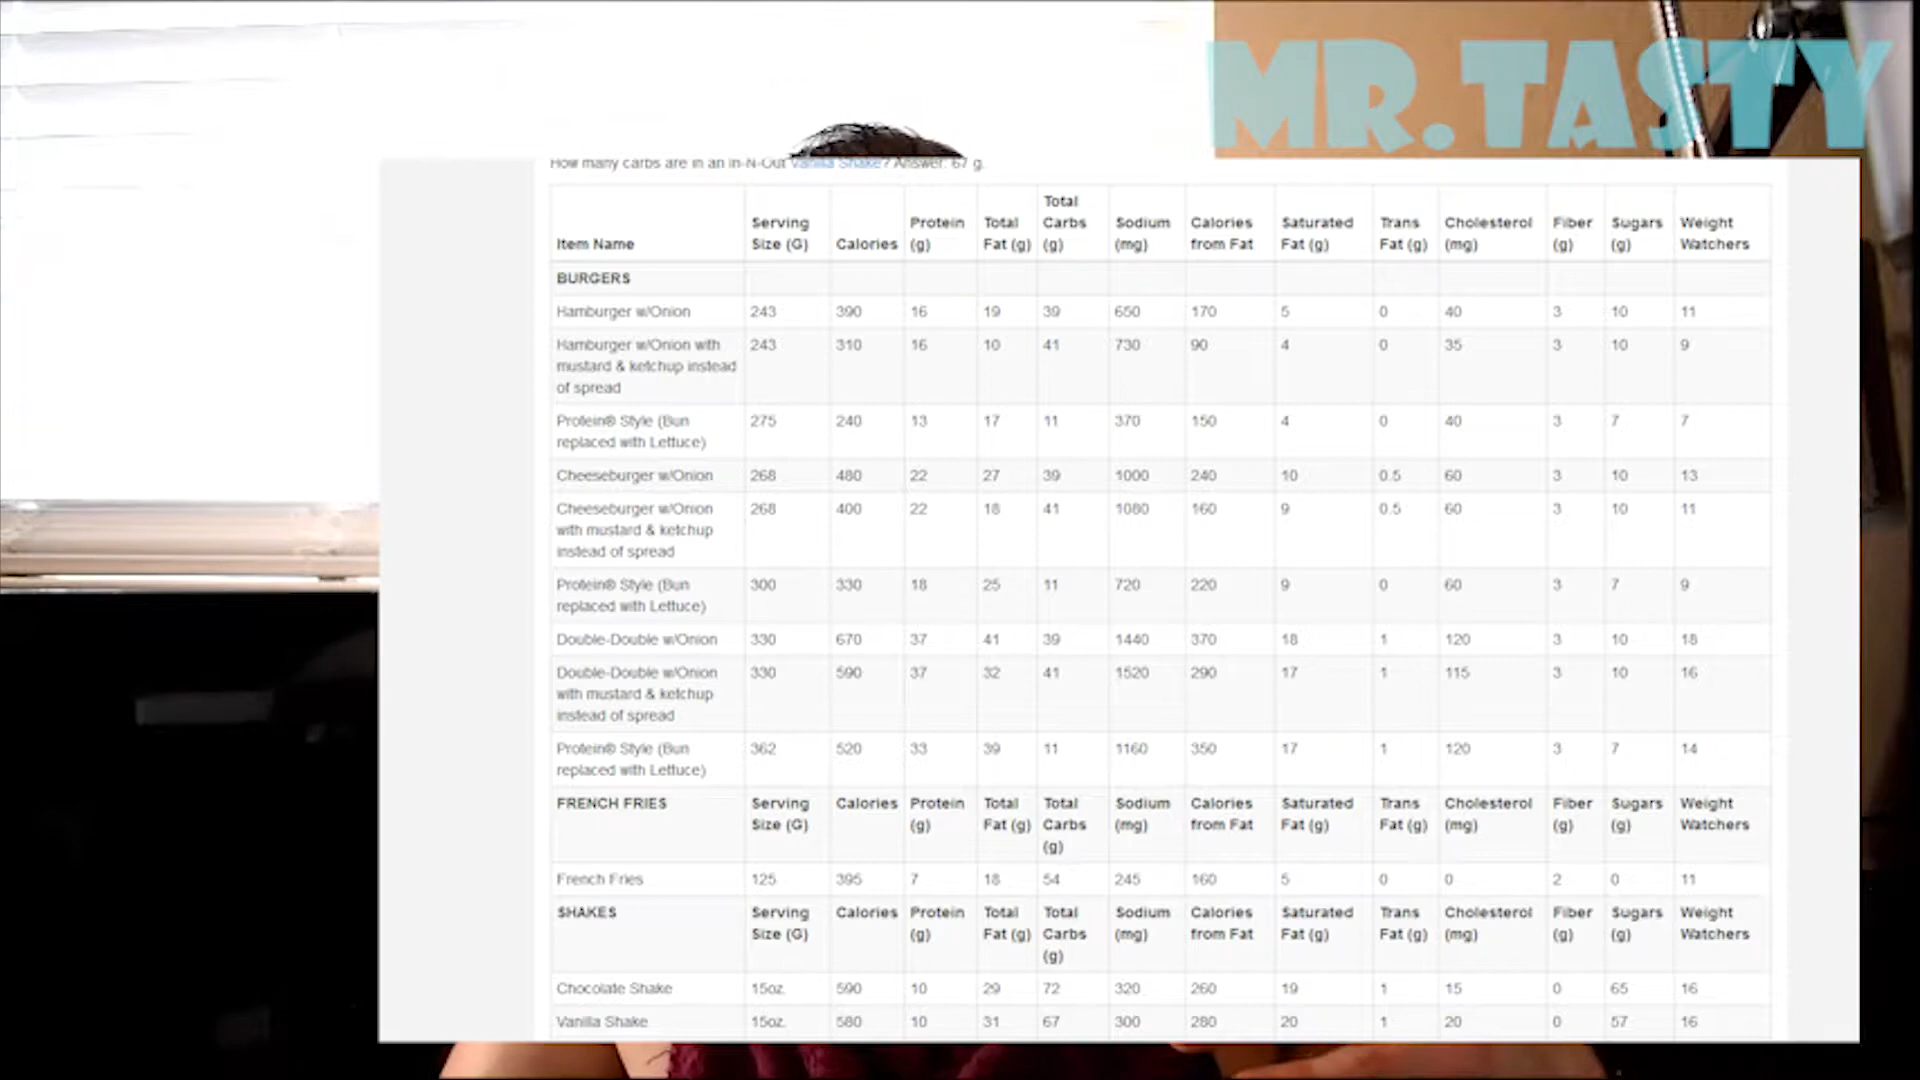 MR.TASTY
How many carbs are in an In-N-Out Vanilla Shake? Answer: 67 g.
Item Name Serving Size (G) Calories Protein (g) Total Fat (g) Total Carbs (g) Sodium (mg) Calories from Fat Saturated Fat (g) Trans Fat (g) Cholesterol (mg) Fiber (g) Sugars (g) Weight Watchers
BURGERS
Hamburger w/Onion 243 390 16 19 39 650 170 5 0 40 3 10 11
Hamburger w/Onion with mustard & ketchup instead of spread 243 310 16 10 41 730 90 4 0 35 3 10 9
Protein® Style (Bun replaced with Lettuce) 275 240 13 17 11 370 150 4 0 40 3 7 7
Cheeseburger w/Onion 268 480 22 27 39 1000 240 10 0.5 60 3 10 13
Cheeseburger w/Onion with mustard & ketchup instead of spread 268 400 22 18 41 1080 160 9 0.5 60 3 10 11
Protein® Style (Bun replaced with Lettuce) 300 330 18 25 11 720 220 9 0 60 3 7 9
Double-Double w/Onion 330 670 37 41 39 1440 370 18 1 120 3 10 18
Double-Double w/Onion with mustard & ketchup instead of spread 330 590 37 32 41 1520 290 17 1 115 3 10 16
Protein® Style (Bun replaced with Lettuce) 362 520 33 39 11 1160 350 17 1 120 3 7 14
FRENCH FRIES Serving Size (G) Calories Protein (g) Total Fat (g) Total Carbs (g) Sodium (mg) Calories from Fat Saturated Fat (g) Trans Fat (g) Cholesterol (mg) Fiber (g) Sugars (g) Weight Watchers
French Fries 125 395 7 18 54 245 160 5 0 0 2 0 11
SHAKES Serving Size (G) Calories Protein (g) Total Fat (g) Total Carbs (g) Sodium (mg) Calories from Fat Saturated Fat (g) Trans Fat (g) Cholesterol (mg) Fiber (g) Sugars (g) Weight Watchers
Chocolate Shake 15oz. 590 10 29 72 320 260 19 1 15 0 65 16
Vanilla Shake 15oz. 580 10 31 67 300 280 20 1 20 0 57 16